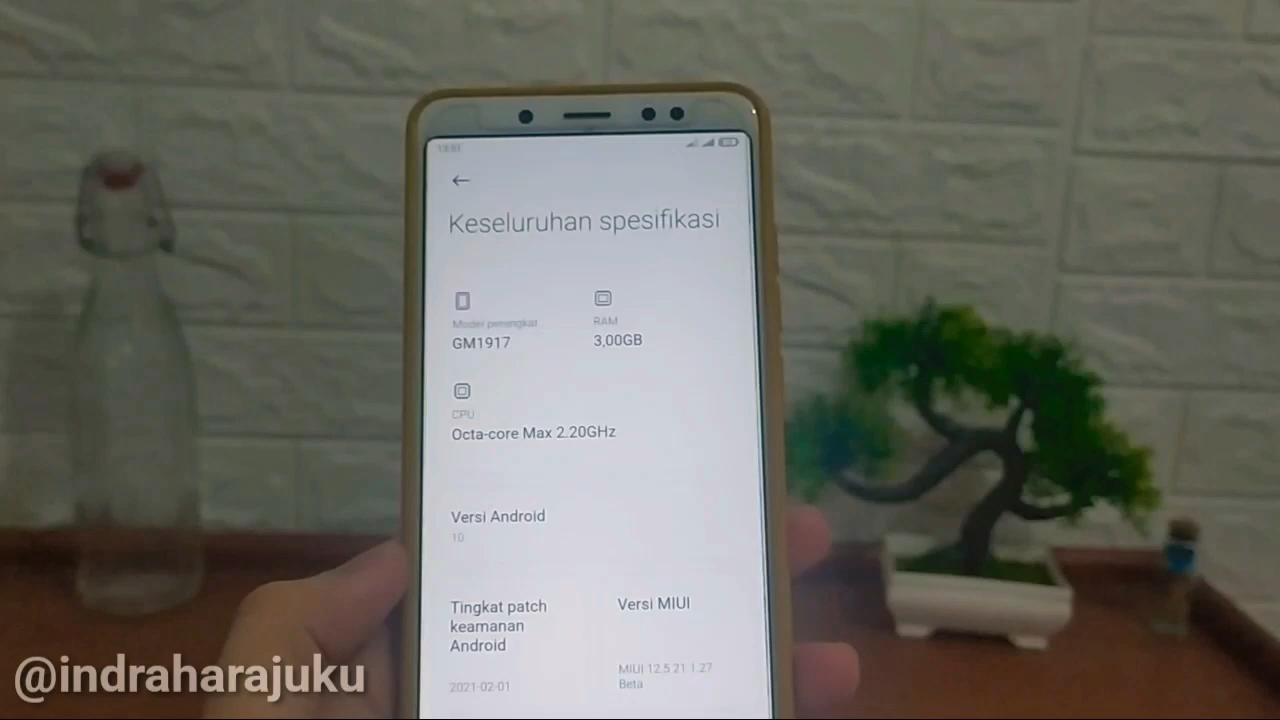 Keseluruhan spesifikasi
Model perangkat
RAM
GM1917
3,00GB
CPU
Octa-core Max 2.20GHz
Versi Android
10
Tingkat patch
keamanan
Android
2021-02-01
Versi MIUI
MIUI 12.5 21.1.27
Beta
@indraharajuku